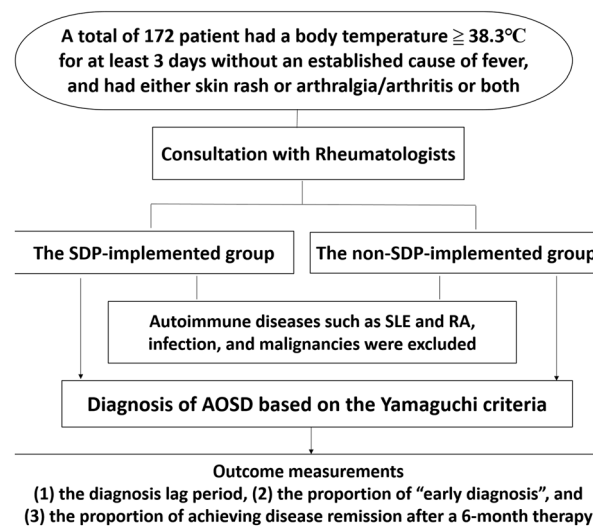 A total of 172 patient had a body temperature ≧ 38.3℃
for at least 3 days without an established cause of fever,
and had either skin rash or arthralgia/arthritis or both
Consultation with Rheumatologists
The SDP-implemented group
The non-SDP-implemented group
Autoimmune diseases such as SLE and RA,
infection, and malignancies were excluded
Diagnosis of AOSD based on the Yamaguchi criteria
Outcome measurements
(1) the diagnosis lag period, (2) the proportion of “early diagnosis”, and
(3) the proportion of achieving disease remission after a 6-month therapy